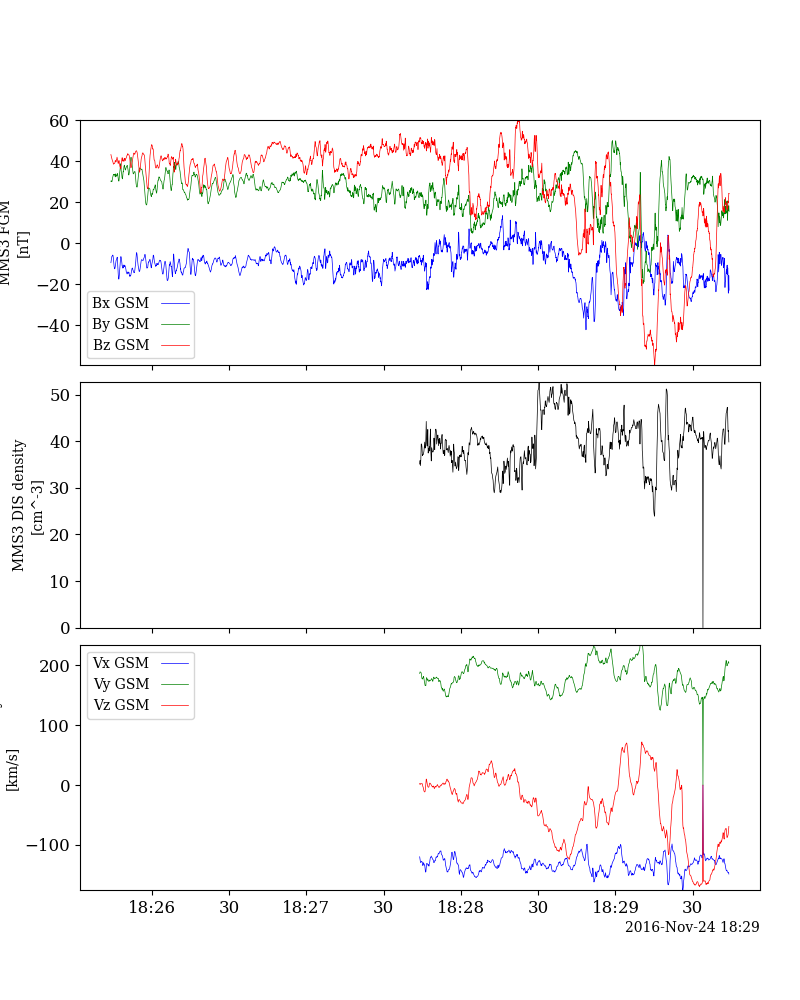 60
40
20
0
−20
−40
MMS3 FGM
[nT]
Bx GSM
By GSM
Bz GSM
50
40
30
20
10
0
MMS3 DIS density
[cm^-3]
200
100
0
−100
[km/s]
Vx GSM
Vy GSM
Vz GSM
18:26 30 18:27 30 18:28 30 18:29 30
2016-Nov-24 18:29